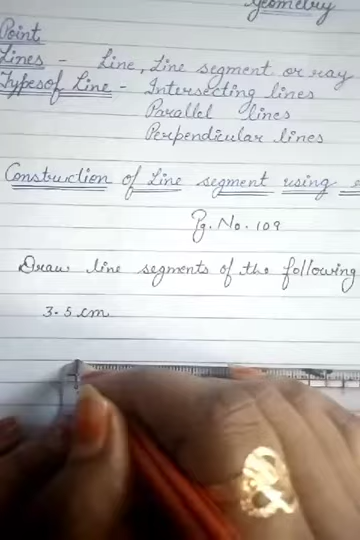 Geometry
Point
Lines - Line, Line segment or ray
Types of Line - Intersecting lines
Parallel lines
Perpendicular lines
Construction of Line segment using
Pg. No. 109
Draw line segments of the following
3.5 cm